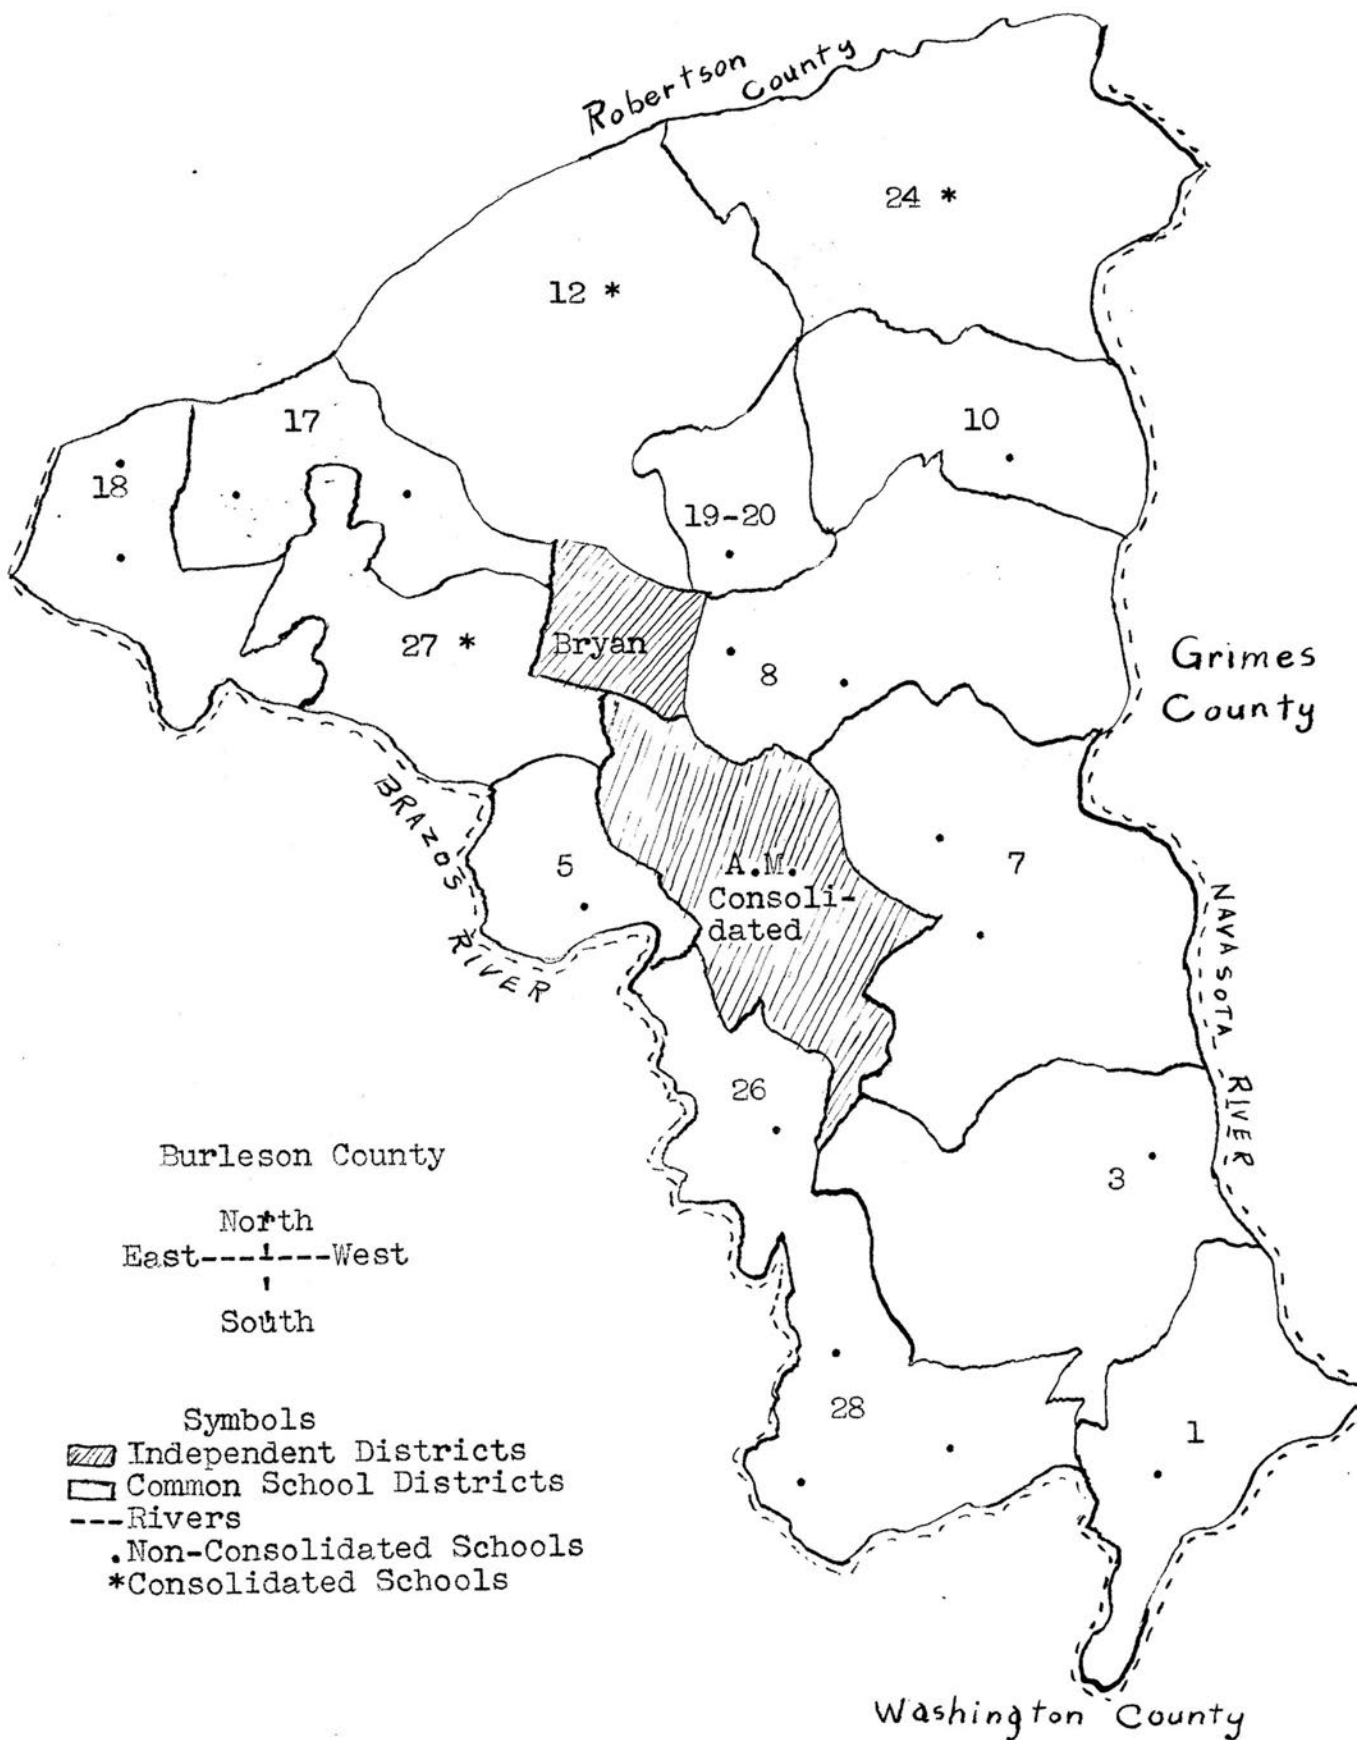 Robertson
County
24 *
12 *
17
10
18
19-20
27 *
Bryan
8
Grimes
County
BRAZOS
RIVER
5
A.M.
Consoli-
dated
7
NAVASOTA
RIVER
26
3
Burleson County
North
East-------West
South
28
1
Symbols
Independent Districts
Common School Districts
---Rivers
.Non-Consolidated Schools
*Consolidated Schools
Washington County